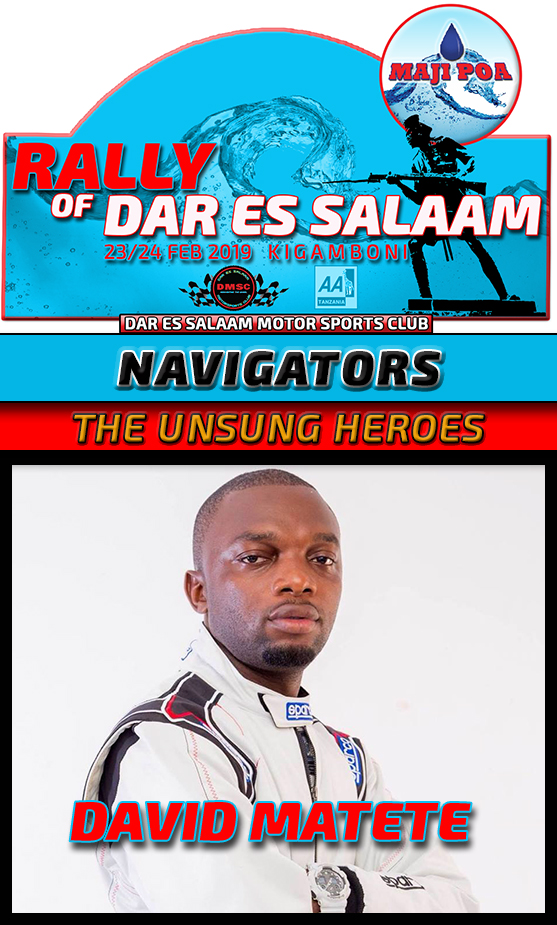 MAJI POA
RALLY
OF DAR ES SALAAM
23/24 FEB 2019 KIGAMBONI
DMSC
AA
TANZANIA
DAR ES SALAAM MOTOR SPORTS CLUB
NAVIGATORS
THE UNSUNG HEROES
sparco
DAVID MATETE